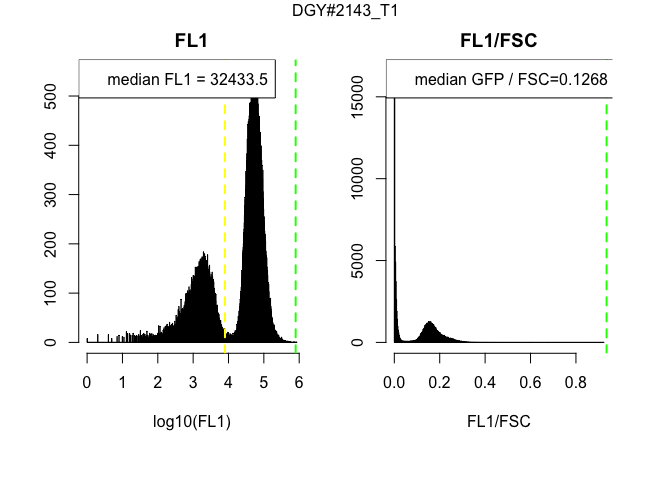 DGY#2143_T1
FL1
median FL1 = 32433.5
500
400
300
200
100
0
0 1 2 3 4 5 6
log10(FL1)
FL1/FSC
median GFP / FSC=0.1268
15000
10000
5000
0
0.0 0.2 0.4 0.6 0.8
FL1/FSC